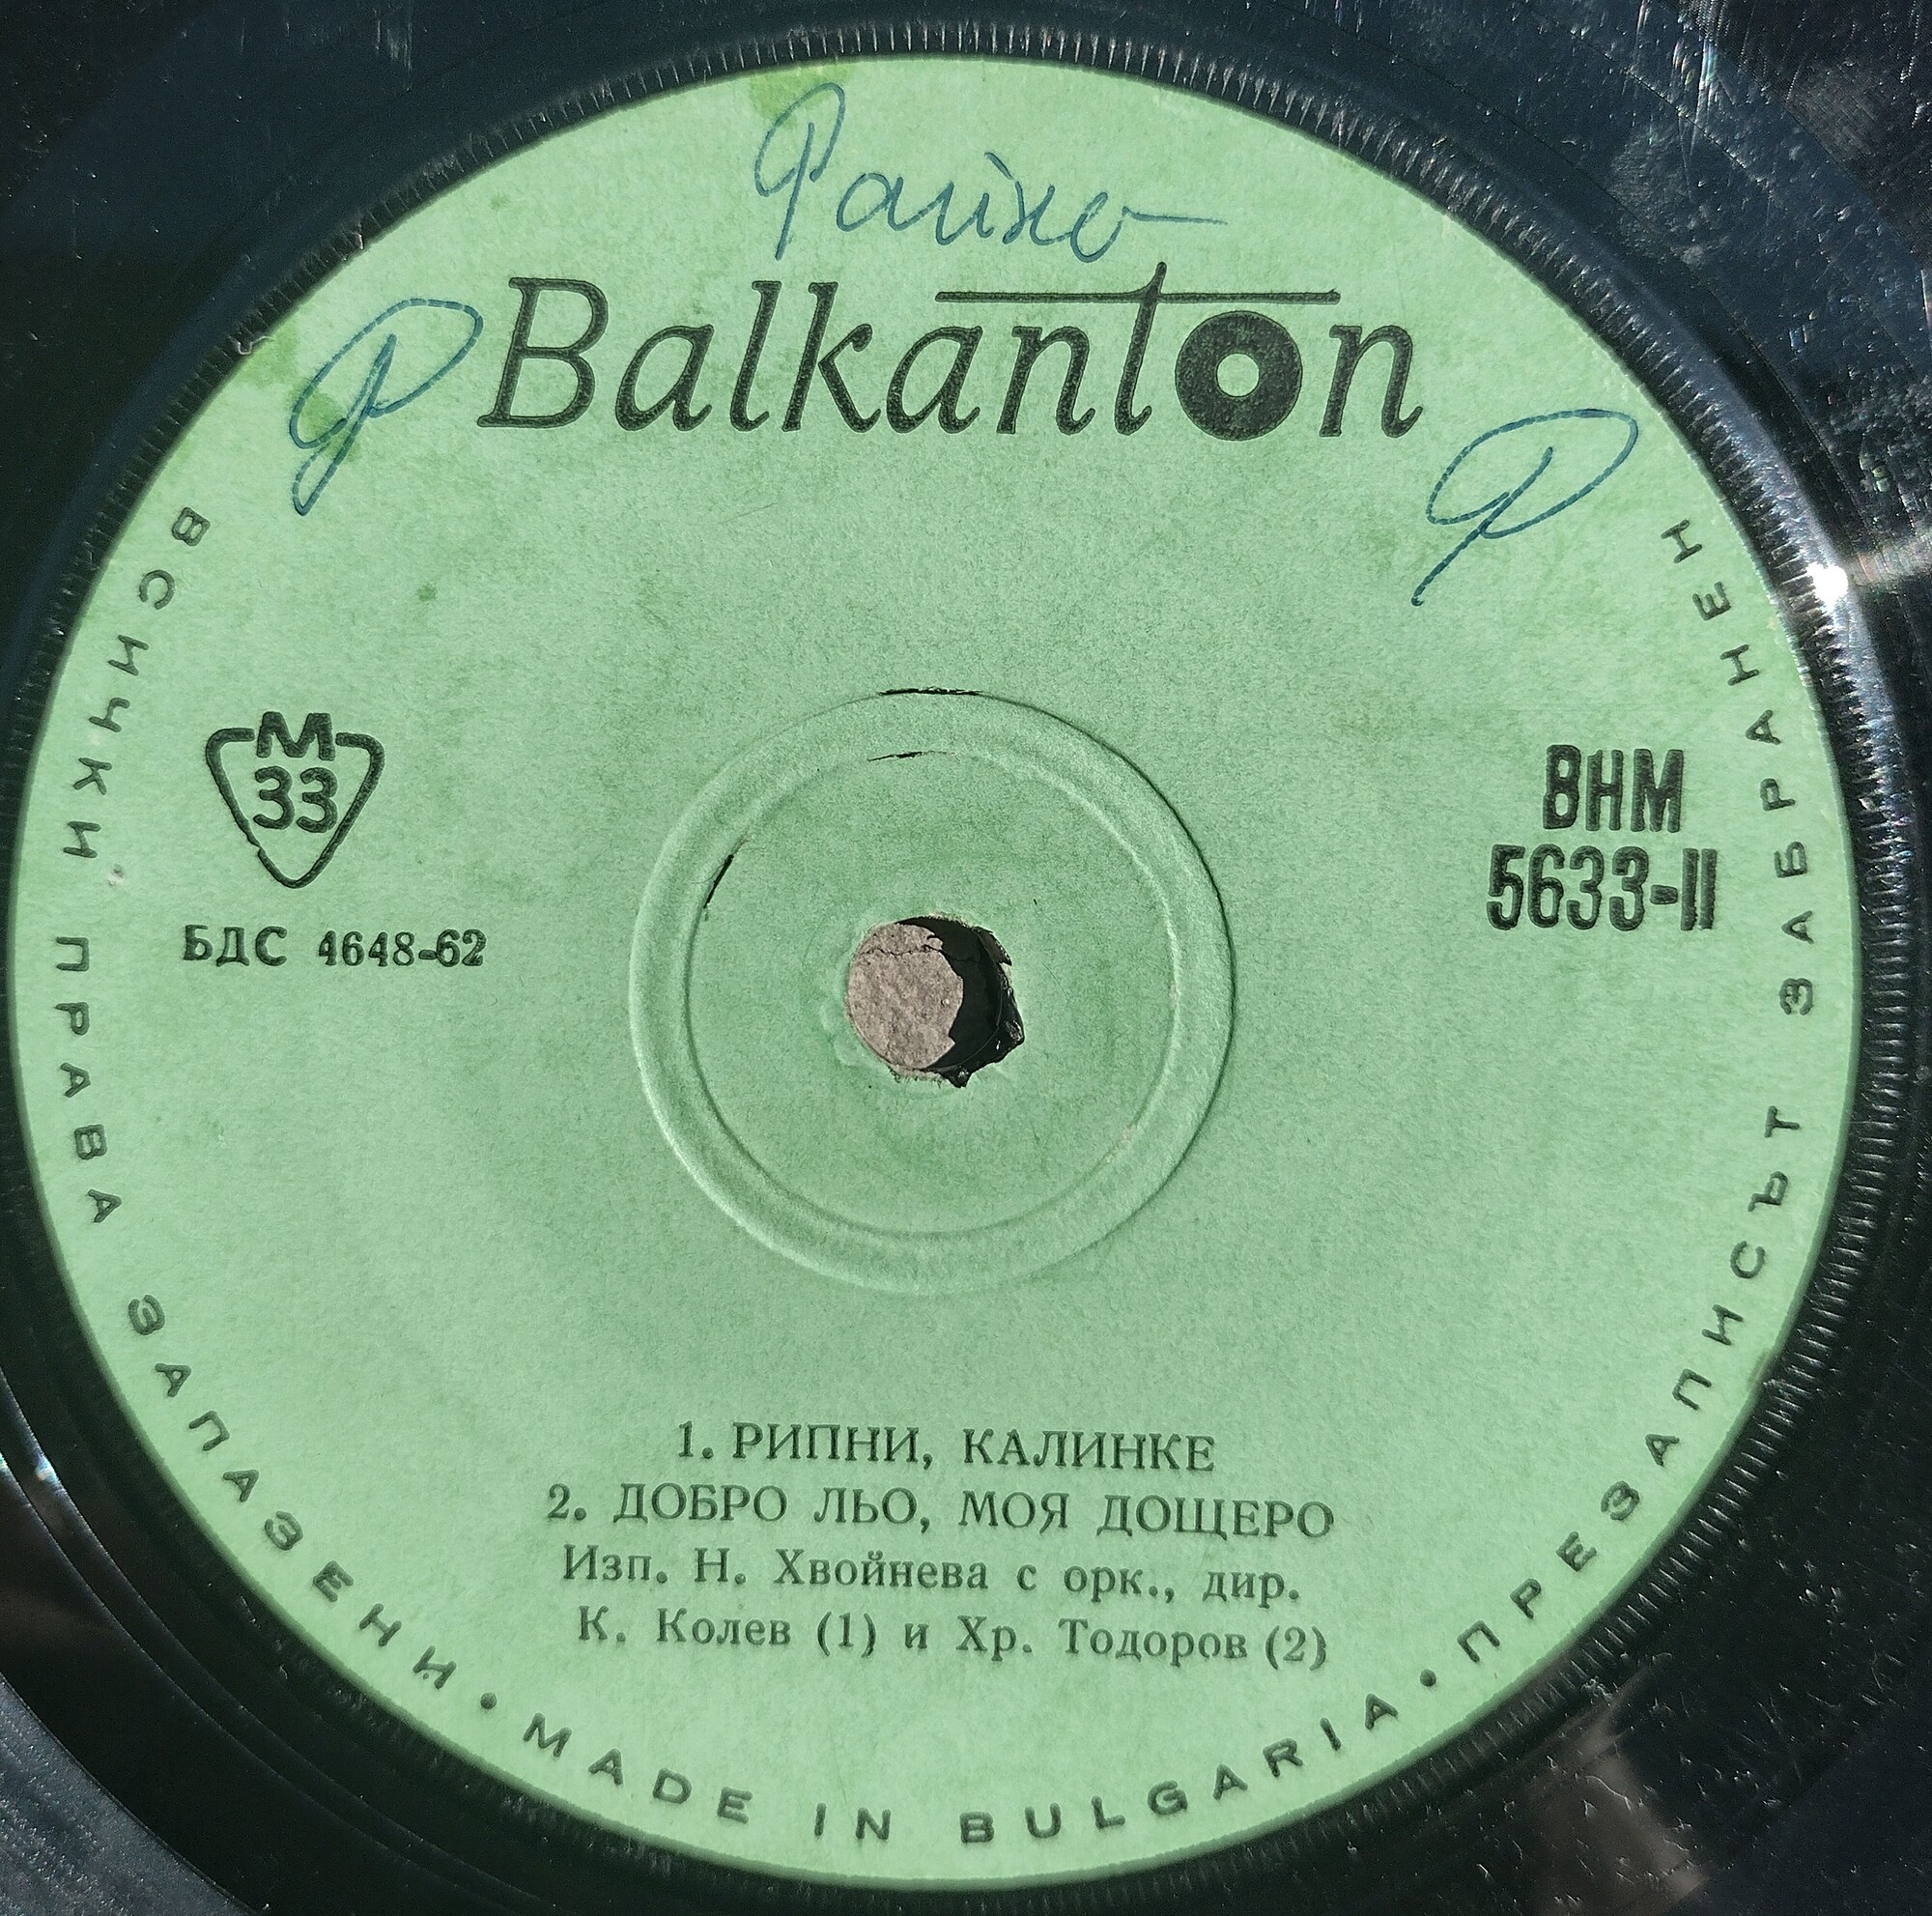 Райко
Р
Balkanton
Р
М
33
БДС 4648-62
ВНМ
5633-II
1. РИПНИ, КАЛИНКЕ
2. ДОБРО ЛЬО, МОЯ ДОЩЕРО
Изп. Н. Хвойнева с орк., дир.
К. Колев (1) и Хр. Тодоров (2)
ВСИЧКИ ПРАВА ЗАПАЗЕНИ • MADE IN BULGARIA • ПРЕЗАПИСЪТ ЗАБРАНЕН